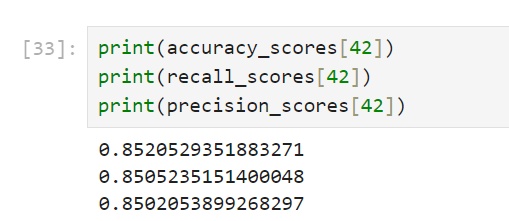 [33]: print(accuracy_scores[42])
print(recall_scores[42])
print(precision_scores[42])
0.8520529351883271
0.8505235151400048
0.8502053899268297